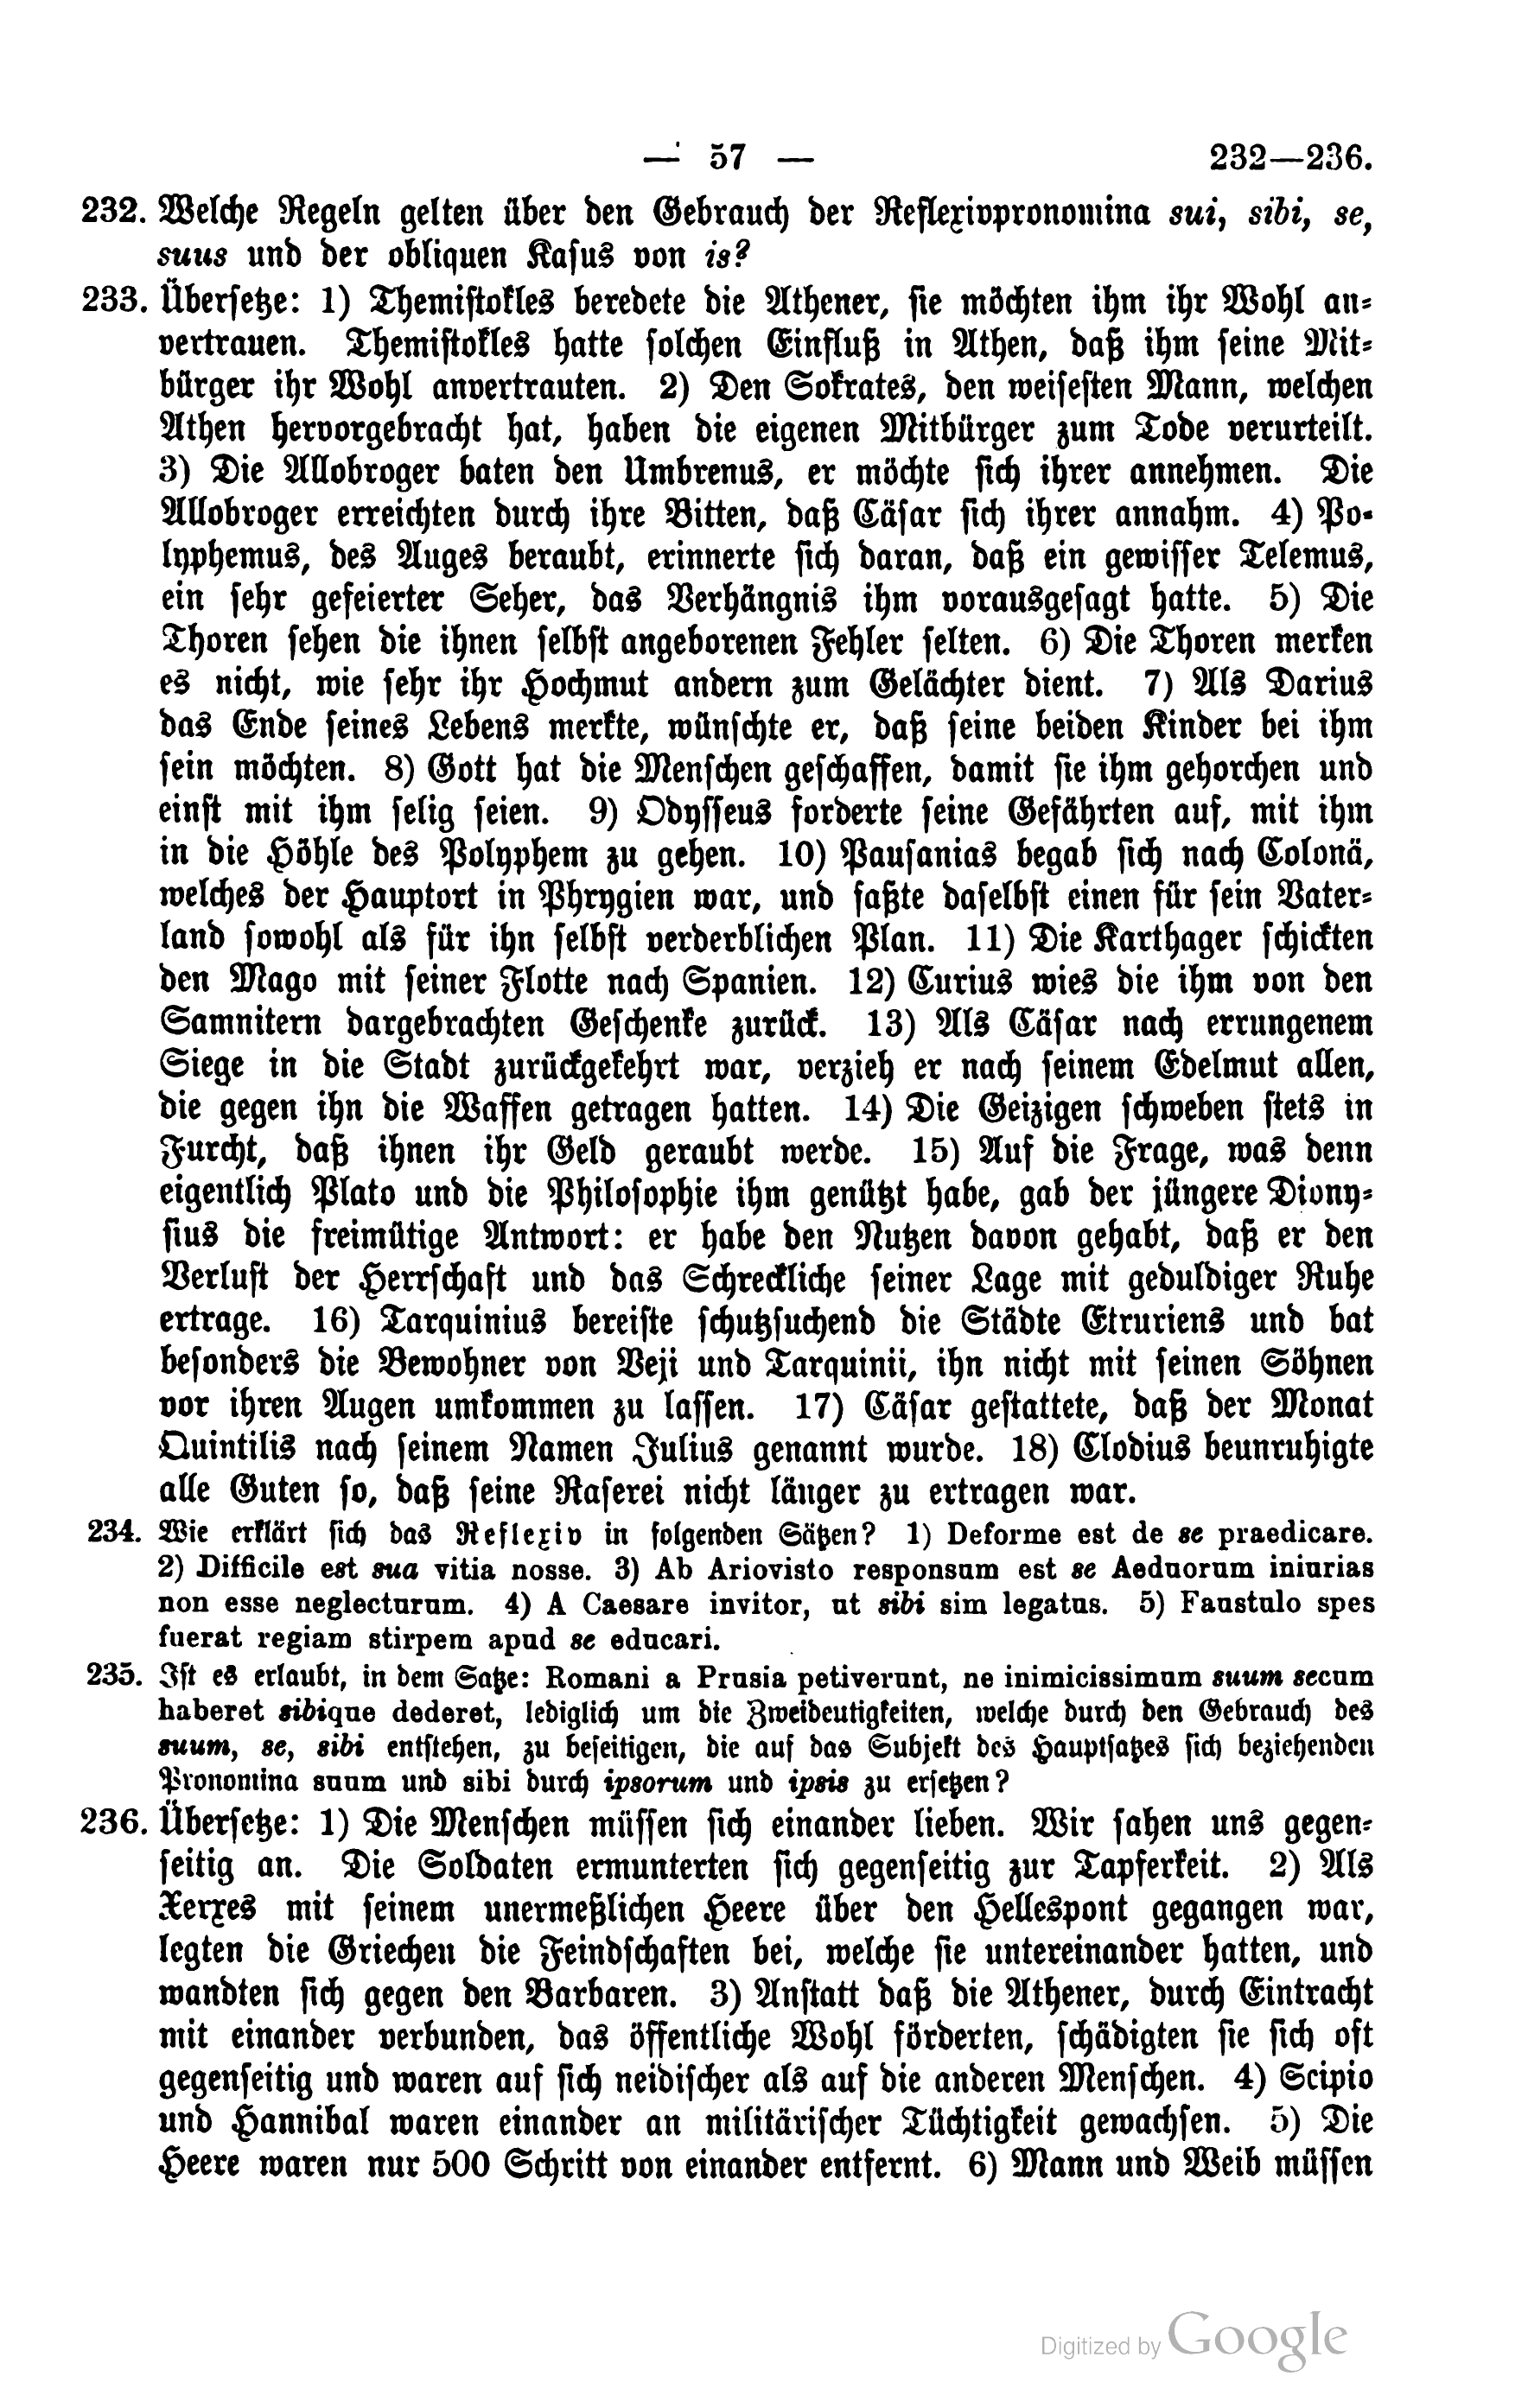 — 57 — 232—236.
232. Welche Regeln gelten über den Gebrauch der Reflexivpronomina sui, sibi, se,
suus und der obliquen Kasus von is?
233. Übersetze: 1) Themistokles beredete die Athener, sie möchten ihm ihr Wohl an-
vertrauen. Themistokles hatte solchen Einfluß in Athen, daß ihm seine Mit-
bürger ihr Wohl anvertrauten. 2) Den Sokrates, den weisesten Mann, welchen
Athen hervorgebracht hat, haben die eigenen Mitbürger zum Tode verurteilt.
3) Die Allobroger baten den Umbrenus, er möchte sich ihrer annehmen. Die
Allobroger erreichten durch ihre Bitten, daß Cäsar sich ihrer annahm. 4) Po-
lyphemus, des Auges beraubt, erinnerte sich daran, daß ein gewisser Telemus,
ein sehr gefeierter Seher, das Verhängnis ihm vorausgesagt hatte. 5) Die
Thoren sehen die ihnen selbst angeborenen Fehler selten. 6) Die Thoren merken
es nicht, wie sehr ihr Hochmut andern zum Gelächter dient. 7) Als Darius
das Ende seines Lebens merkte, wünschte er, daß seine beiden Kinder bei ihm
sein möchten. 8) Gott hat die Menschen geschaffen, damit sie ihm gehorchen und
einst mit ihm selig seien. 9) Odysseus forderte seine Gefährten auf, mit ihm
in die Höhle des Polyphem zu gehen. 10) Pausanias begab sich nach Colonä,
welches der Hauptort in Phrygien war, und faßte daselbst einen für sein Vater-
land sowohl als für ihn selbst verderblichen Plan. 11) Die Karthager schickten
den Mago mit seiner Flotte nach Spanien. 12) Curius wies die ihm von den
Samnitern dargebrachten Geschenke zurück. 13) Als Cäsar nach errungenem
Siege in die Stadt zurückgekehrt war, verzieh er nach seinem Edelmut allen,
die gegen ihn die Waffen getragen hatten. 14) Die Geizigen schweben stets in
Furcht, daß ihnen ihr Geld geraubt werde. 15) Auf die Frage, was denn
eigentlich Plato und die Philosophie ihm genützt habe, gab der jüngere Diony-
sius die freimütige Antwort: er habe den Nutzen davon gehabt, daß er den
Verlust der Herrschaft und das Schreckliche seiner Lage mit geduldiger Ruhe
ertrage. 16) Tarquinius bereiste schutzsuchend die Städte Etruriens und bat
besonders die Bewohner von Veji und Tarquinii, ihn nicht mit seinen Söhnen
vor ihren Augen umkommen zu lassen. 17) Cäsar gestattete, daß der Monat
Quintilis nach seinem Namen Julius genannt wurde. 18) Clodius beunruhigte
alle Guten so, daß seine Raserei nicht länger zu ertragen war.
234. Wie erklärt sich das Reflexiv in folgenden Sätzen? 1) Deforme est de se praedicare.
2) Difficile est sua vitia nosse. 3) Ab Ariovisto responsum est se Aeduorum iniurias
non esse neglecturum. 4) A Caesare invitor, ut sibi sim legatus. 5) Faustulo spes
fuerat regiam stirpem apud se educari.
235. Ist es erlaubt, in dem Satze: Romani a Prusia petiverunt, ne inimicissimum suum secum
haberet sibique dederet, lediglich um die Zweideutigkeiten, welche durch den Gebrauch des
suum, se, sibi entstehen, zu beseitigen, die auf das Subjekt des Hauptsatzes sich beziehenden
Pronomina suum und sibi durch ipsorum und ipsis zu ersetzen?
236. Übersetze: 1) Die Menschen müssen sich einander lieben. Wir sahen uns gegen-
seitig an. Die Soldaten ermunterten sich gegenseitig zur Tapferkeit. 2) Als
Xerxes mit seinem unermeßlichen Heere über den Hellespont gegangen war,
legten die Griechen die Feindschaften bei, welche sie untereinander hatten, und
wandten sich gegen den Barbaren. 3) Anstatt daß die Athener, durch Eintracht
mit einander verbunden, das öffentliche Wohl förderten, schädigten sie sich oft
gegenseitig und waren auf sich neidischer als auf die anderen Menschen. 4) Scipio
und Hannibal waren einander an militärischer Tüchtigkeit gewachsen. 5) Die
Heere waren nur 500 Schritt von einander entfernt. 6) Mann und Weib müssen
Digitized by Google